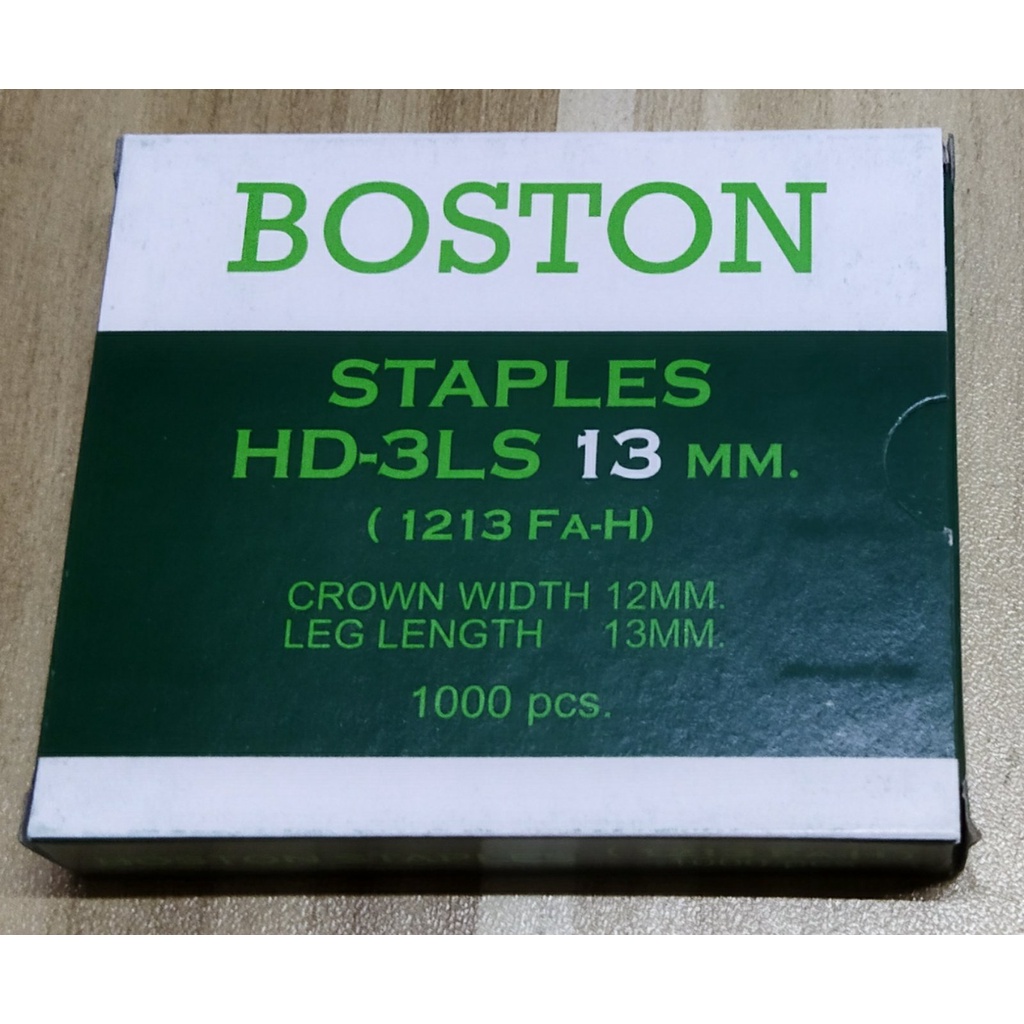 BOSTON
STAPLES
HD-3LS 13 MM.
( 1213 FA-H)
CROWN WIDTH 12MM.
LEG LENGTH 13MM.
1000 pcs.